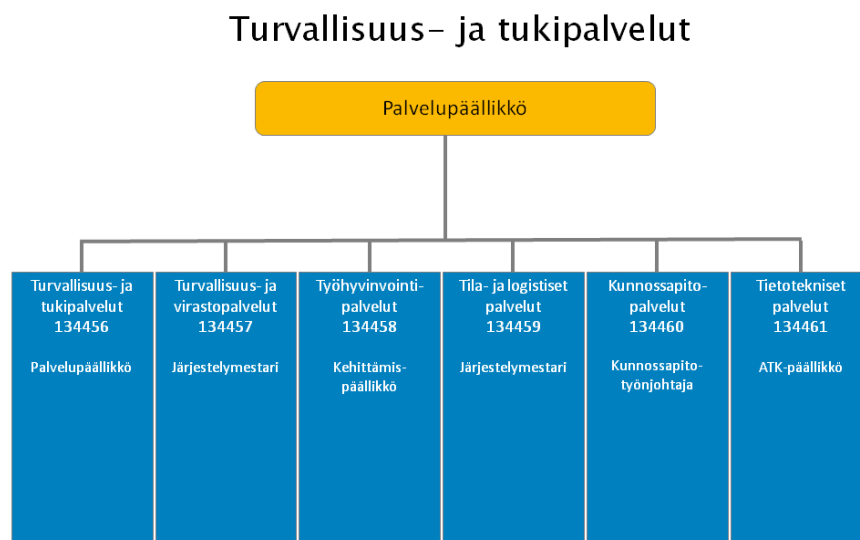 Turvallisuus- ja tukipalvelut
Palvelupäällikkö
Turvallisuus- ja
tukipalvelut
134456
Palvelupäällikkö
Turvallisuus- ja
virastopalvelut
134457
Järjestelymestari
Työhyvinvointi-
palvelut
134458
Kehittämis-
päällikkö
Tila- ja logistiset
palvelut
134459
Järjestelymestari
Kunnossapito-
palvelut
134460
Kunnossapito-
työnjohtaja
Tietotekniset
palvelut
134461
ATK-päällikkö